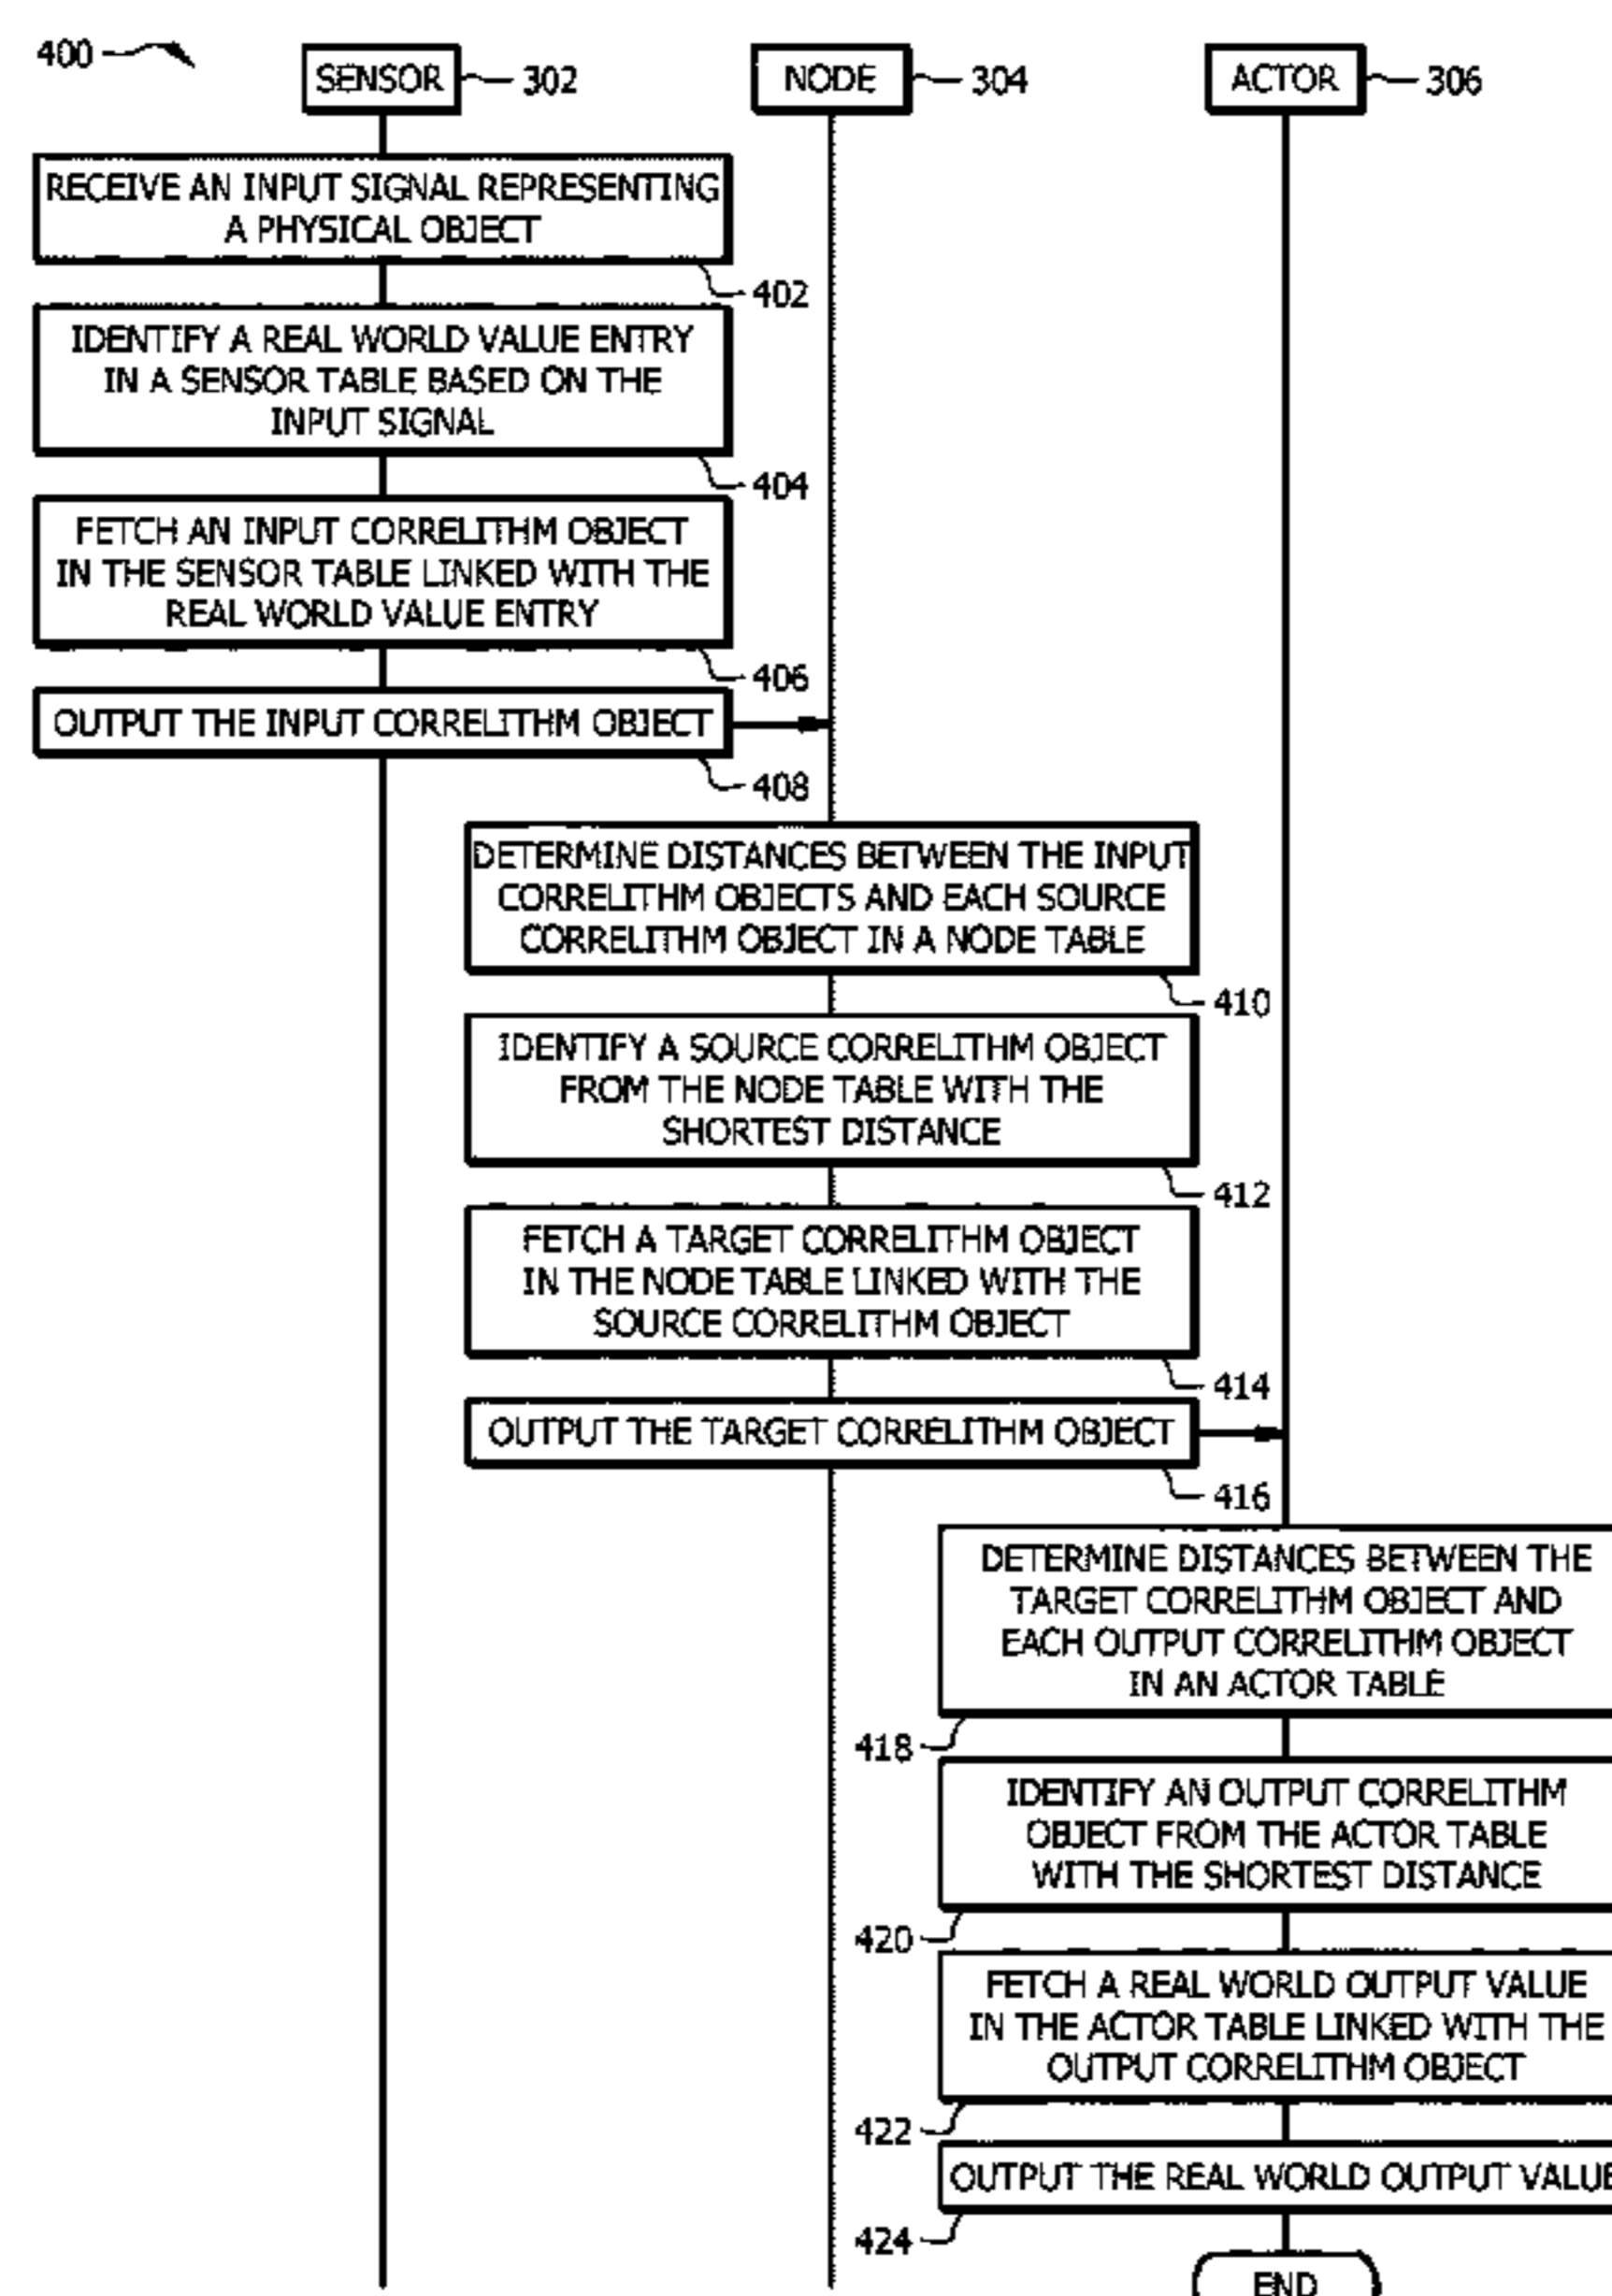 400
SENSOR 302
NODE 304
ACTOR 306
RECEIVE AN INPUT SIGNAL REPRESENTING
A PHYSICAL OBJECT
402
IDENTIFY A REAL WORLD VALUE ENTRY
IN A SENSOR TABLE BASED ON THE
INPUT SIGNAL
404
FETCH AN INPUT CORRELITHM OBJECT
IN THE SENSOR TABLE LINKED WITH THE
REAL WORLD VALUE ENTRY
406
OUTPUT THE INPUT CORRELITHM OBJECT
408
DETERMINE DISTANCES BETWEEN THE INPUT
CORRELITHM OBJECTS AND EACH SOURCE
CORRELITHM OBJECT IN A NODE TABLE
410
IDENTIFY A SOURCE CORRELITHM OBJECT
FROM THE NODE TABLE WITH THE
SHORTEST DISTANCE
412
FETCH A TARGET CORRELITHM OBJECT
IN THE NODE TABLE LINKED WITH THE
SOURCE CORRELITHM OBJECT
414
OUTPUT THE TARGET CORRELITHM OBJECT
416
DETERMINE DISTANCES BETWEEN THE
TARGET CORRELITHM OBJECT AND
EACH OUTPUT CORRELITHM OBJECT
IN AN ACTOR TABLE
418
IDENTIFY AN OUTPUT CORRELITHM
OBJECT FROM THE ACTOR TABLE
WITH THE SHORTEST DISTANCE
420
FETCH A REAL WORLD OUTPUT VALUE
IN THE ACTOR TABLE LINKED WITH THE
OUTPUT CORRELITHM OBJECT
422
OUTPUT THE REAL WORLD OUTPUT VALUE
424
END